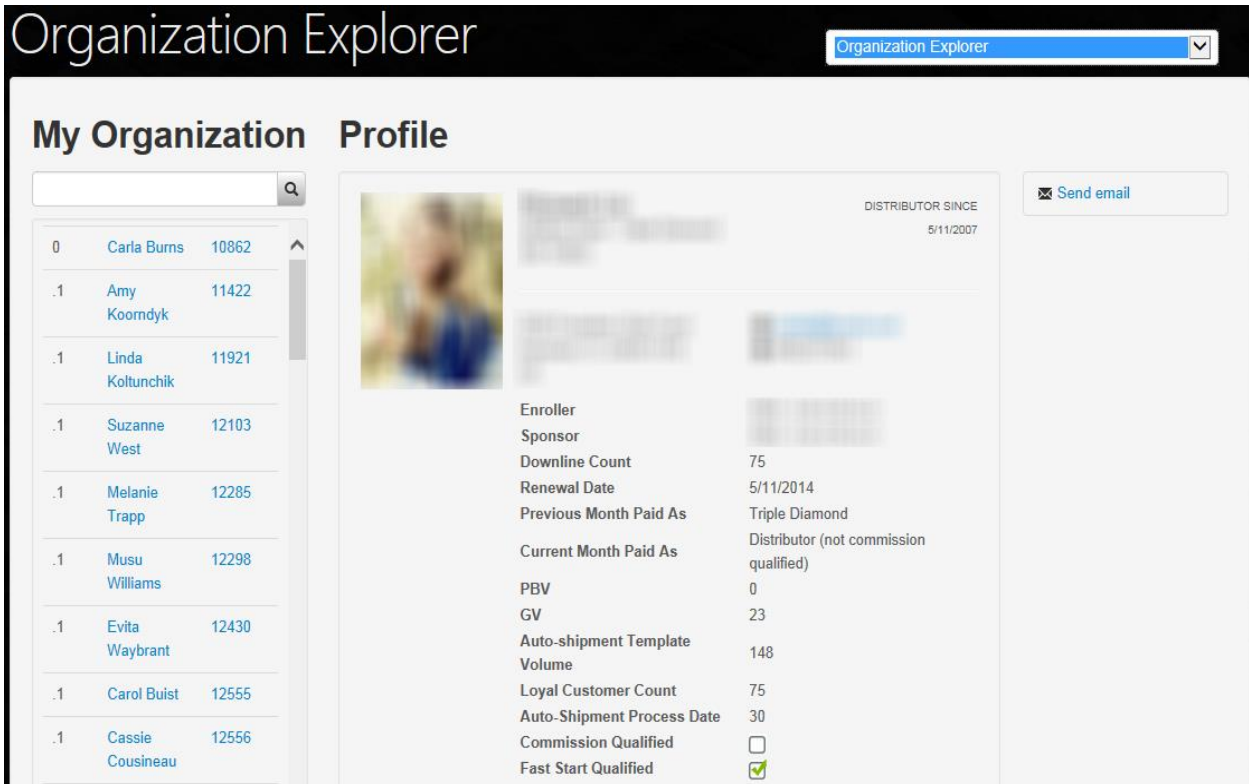 Organization Explorer
Organization Explorer
My Organization
0 Carla Burns 10862
.1 Amy 11422
Koorndyk
.1 Linda 11921
Koltunchik
.1 Suzanne 12103
West
.1 Melanie 12285
Trapp
.1 Musu 12298
Williams
.1 Evita 12430
Waybrant
.1 Carol Buist 12555
.1 Cassie 12556
Cousineau
Profile
DISTRIBUTOR SINCE
5/11/2007
Enroller
Sponsor
Downline Count 75
Renewal Date 5/11/2014
Previous Month Paid As Triple Diamond
Current Month Paid As Distributor (not commission
qualified)
PBV 0
GV 23
Auto-shipment Template
Volume 148
Loyal Customer Count 75
Auto-Shipment Process Date 30
Commission Qualified
Fast Start Qualified
Send email